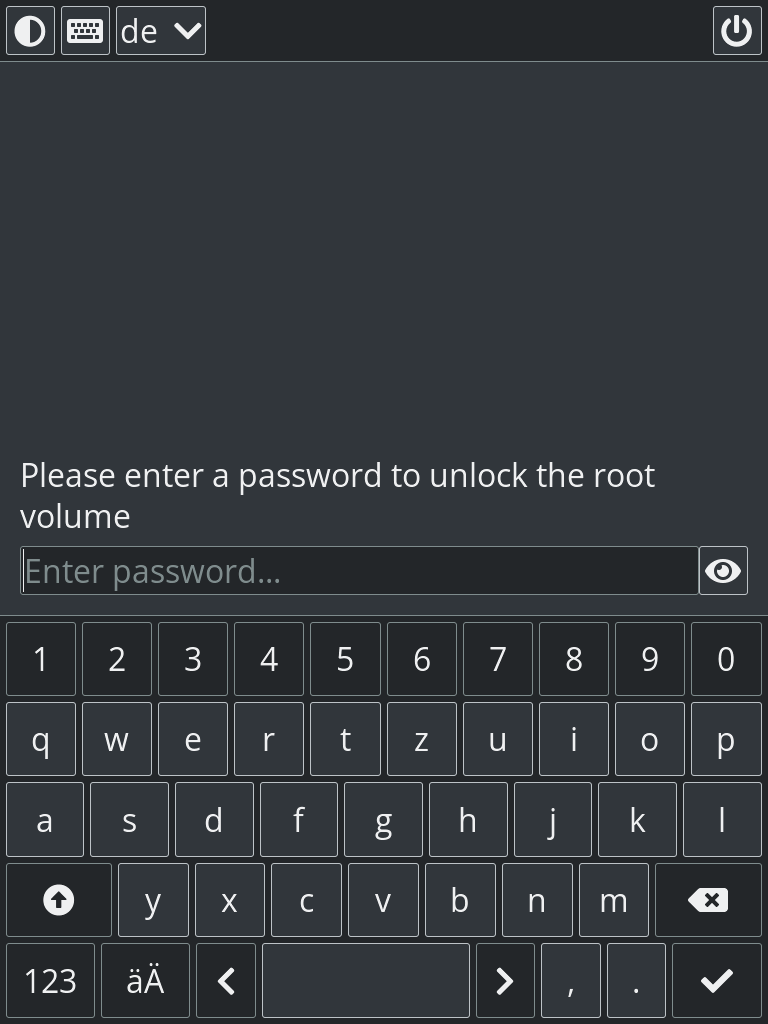 de
Please enter a password to unlock the root
volume
Enter password...
1 2 3 4 5 6 7 8 9 0
q w e r t z u i o p
a s d f g h j k l
y x c v b n m
123 äÄ , .